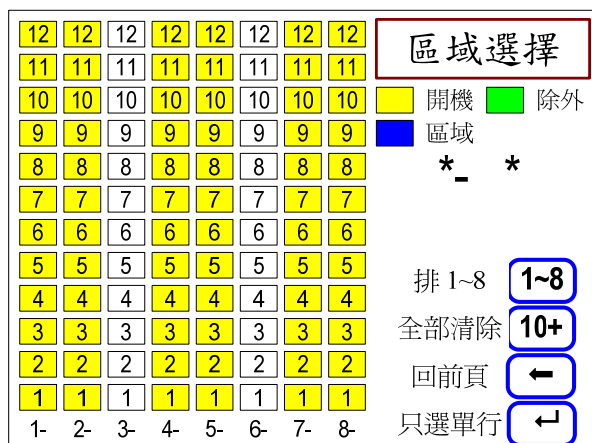 12 12 12 12 12 12 12 12
11 11 11 11 11 11 11 11
10 10 10 10 10 10 10 10
9 9 9 9 9 9 9 9
8 8 8 8 8 8 8 8
7 7 7 7 7 7 7 7
6 6 6 6 6 6 6 6
5 5 5 5 5 5 5 5
4 4 4 4 4 4 4 4
3 3 3 3 3 3 3 3
2 2 2 2 2 2 2 2
1 1 1 1 1 1 1 1
1- 2- 3- 4- 5- 6- 7- 8-
區域選擇
開機 除外
區域
*- *
排 1~8 1~8
全部清除 10+
回前頁 ←
只選單行 ↵